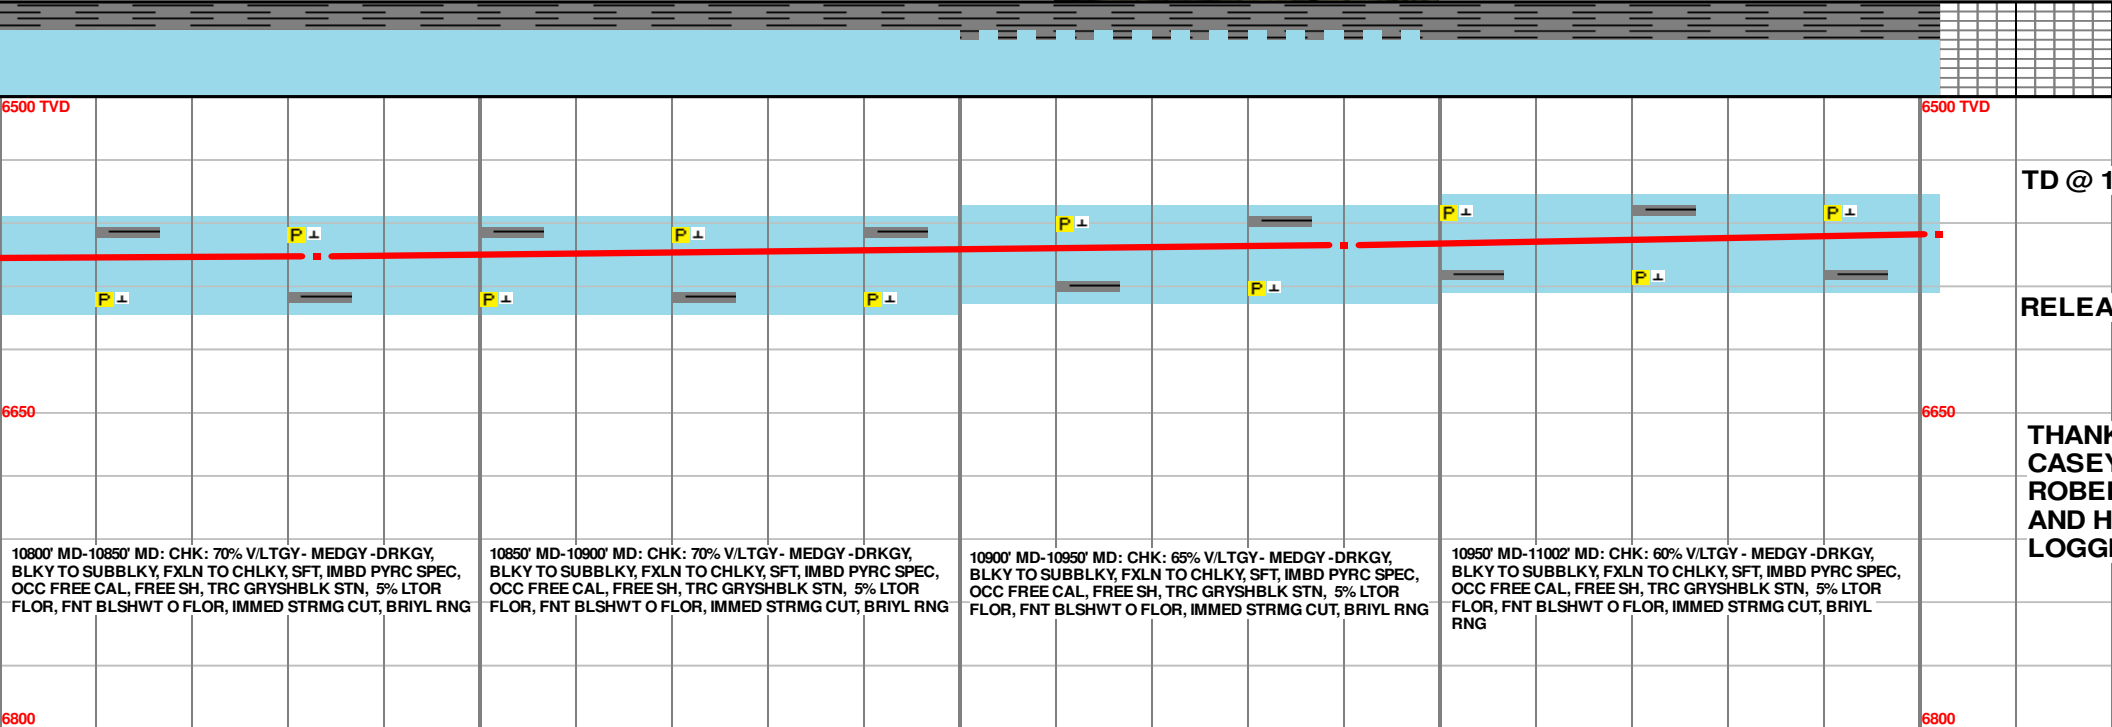 6500 TVD
6500 TVD
TD @ 1
RELEA
6650
6650
THANK
CASEY
ROBE
AND H
LOGG
10800' MD-10850' MD: CHK: 70% V/LTGY - MEDGY -DRKGY,
BLKY TO SUBBLKY, FXLN TO CHLKY, SFT, IMBD PYRC SPEC,
OCC FREE CAL, FREE SH, TRC GRYSHBLK STN, 5% LTOR
FLOR, FNT BLSHWT O FLOR, IMMED STRMG CUT, BRIYL RNG
10850' MD-10900' MD: CHK: 70% V/LTGY - MEDGY -DRKGY,
BLKY TO SUBBLKY, FXLN TO CHLKY, SFT, IMBD PYRC SPEC,
OCC FREE CAL, FREE SH, TRC GRYSHBLK STN, 5% LTOR
FLOR, FNT BLSHWT O FLOR, IMMED STRMG CUT, BRIYL RNG
10900' MD-10950' MD: CHK: 65% V/LTGY - MEDGY -DRKGY,
BLKY TO SUBBLKY, FXLN TO CHLKY, SFT, IMBD PYRC SPEC,
OCC FREE CAL, FREE SH, TRC GRYSHBLK STN, 5% LTOR
FLOR, FNT BLSHWT O FLOR, IMMED STRMG CUT, BRIYL RNG
10950' MD-11002' MD: CHK: 60% V/LTGY - MEDGY -DRKGY,
BLKY TO SUBBLKY, FXLN TO CHLKY, SFT, IMBD PYRC SPEC,
OCC FREE CAL, FREE SH, TRC GRYSHBLK STN, 5% LTOR
FLOR, FNT BLSHWT O FLOR, IMMED STRMG CUT, BRIYL
RNG
6800
6800
P
P
P
P
P
P
P
P
P
P